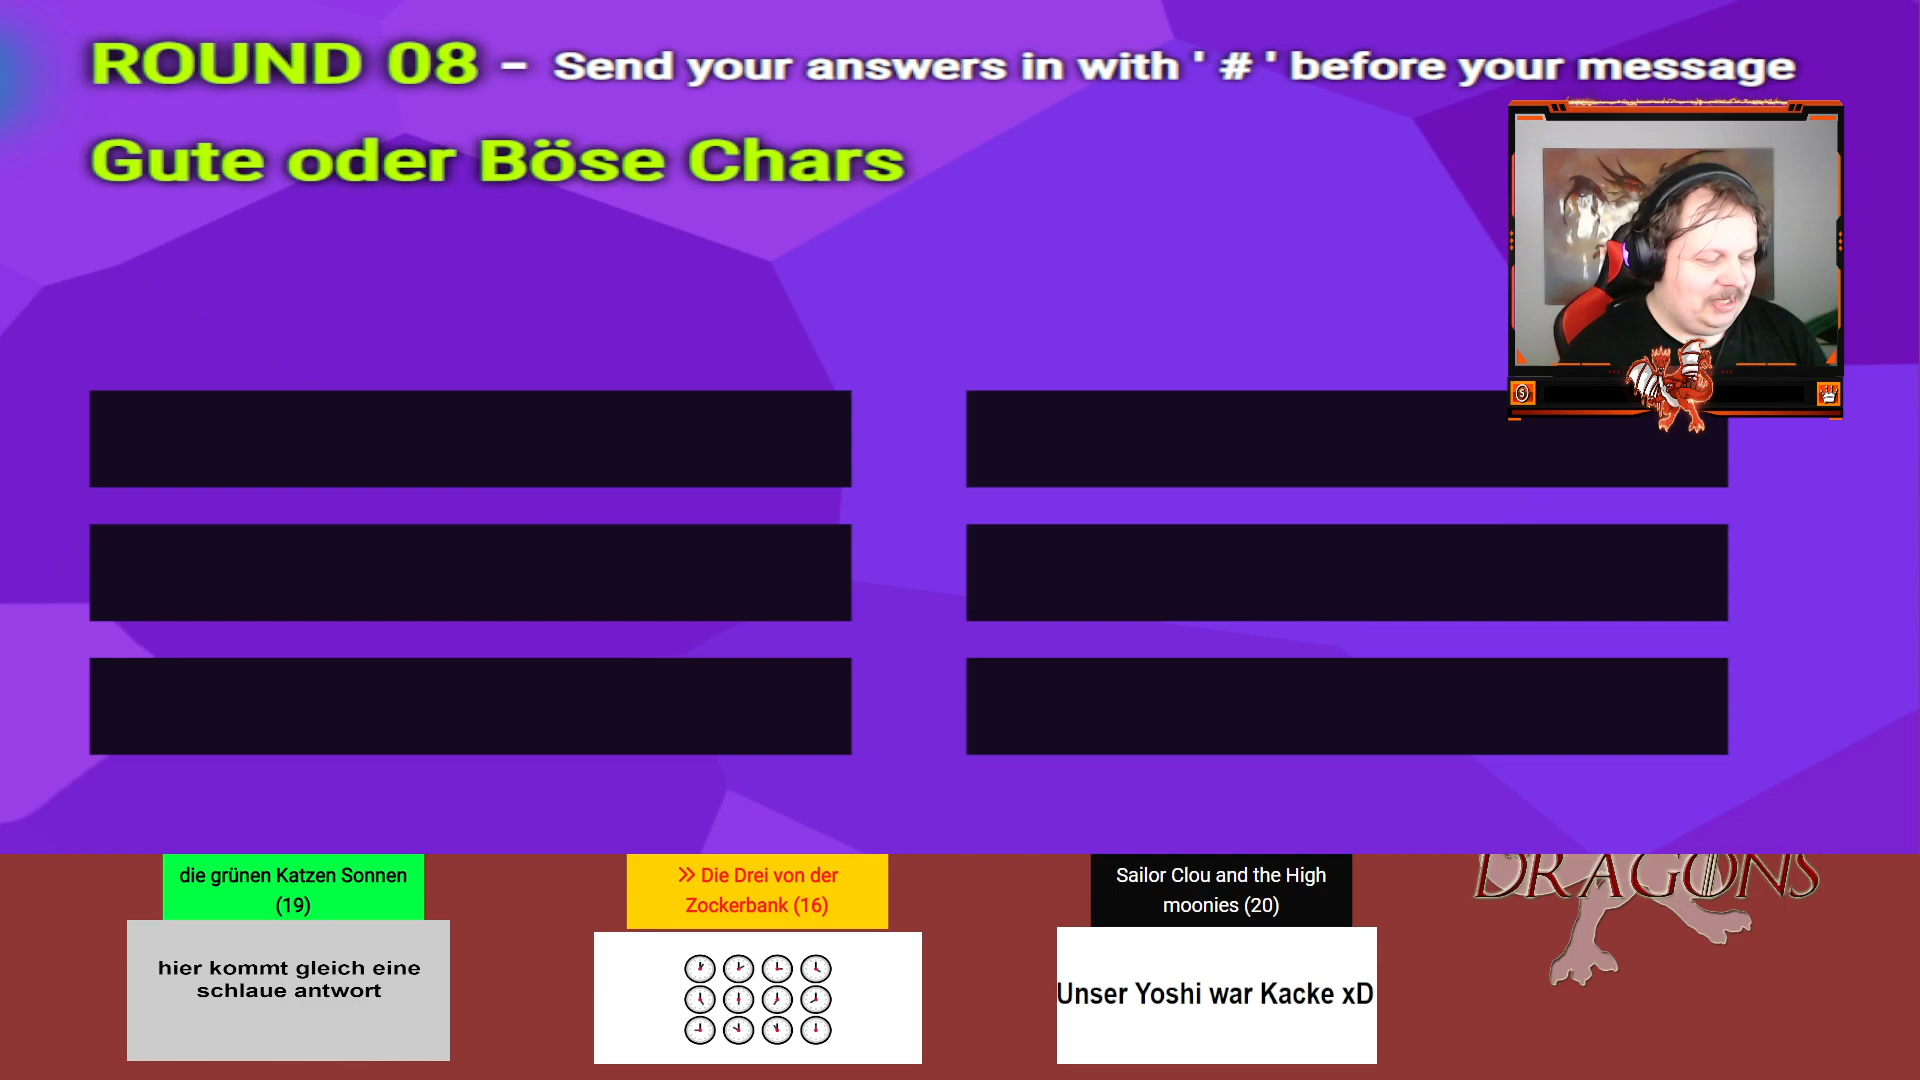 ROUND 08 - Send your answers in with ' # ' before your message
Gute oder Böse Chars
die grünen Katzen Sonnen
(19)
hier kommt gleich eine
schlaue antwort
>> Die Drei von der
Zockerbank (16)
Sailor Clou and the High
moonies (20)
Unser Yoshi war Kacke xD
DRAGONS